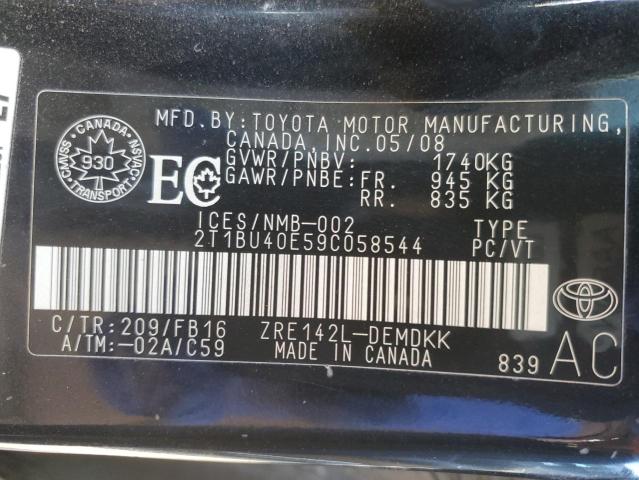 MFD. BY: TOYOTA MOTOR MANUFACTURING,
CANADA, INC. 05/08
GVWR/PNBV: 1740KG
GAWR/PNBE: FR. 945 KG
RR. 835 KG
CANADA
CMVSS 930 NSVAC
TRANSPORT
EC
ICES/NMB-002 TYPE
2T1BU40E59C058544 PC/VT
C/TR: 209/FB16 ZRE142L-DEMDKK
A/TM: -02A/C59 MADE IN CANADA
839 AC